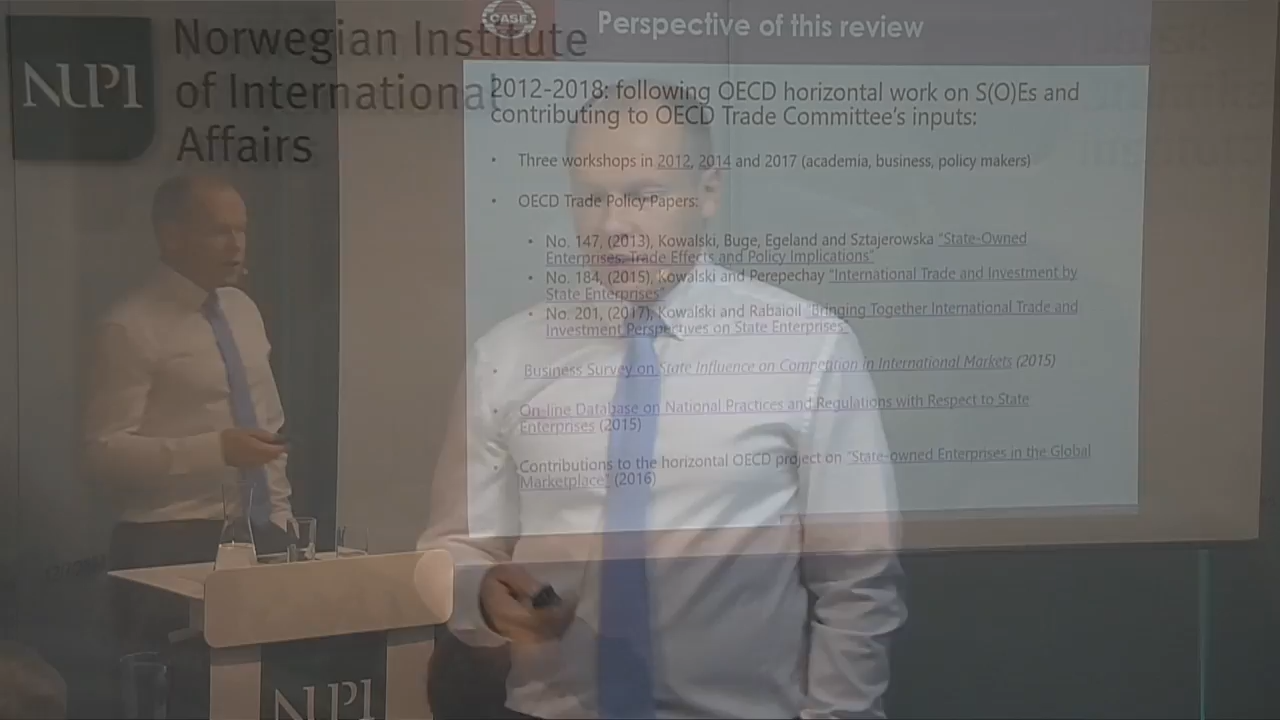 NUPI
Norwegian Institute
of International
Affairs
CASE
Perspective of this review
2012-2018: following OECD horizontal work on S(O)Es and
contributing to OECD Trade Committee's inputs:
• Three workshops in 2012, 2014 and 2017 (academia, business, policy makers)
• OECD Trade Policy Papers:
• No. 147, (2013), Kowalski, Buge, Egeland and Sztajerowska "State-Owned
Enterprises: Trade Effects and Policy Implications"
• No. 184, (2015), Kowalski and Perepechay "International Trade and Investment by
State Enterprises"
• No. 201, (2017), Kowalski and Rabaioil "Bringing Together International Trade and
Investment Perspectives on State Enterprises"
• Business Survey on State Influence on Competition in International Markets (2015)
• On-line Database on National Practices and Regulations with Respect to State
Enterprises (2015)
• Contributions to the horizontal OECD project on "State-owned Enterprises in the Global
Marketplace" (2016)
NUPI